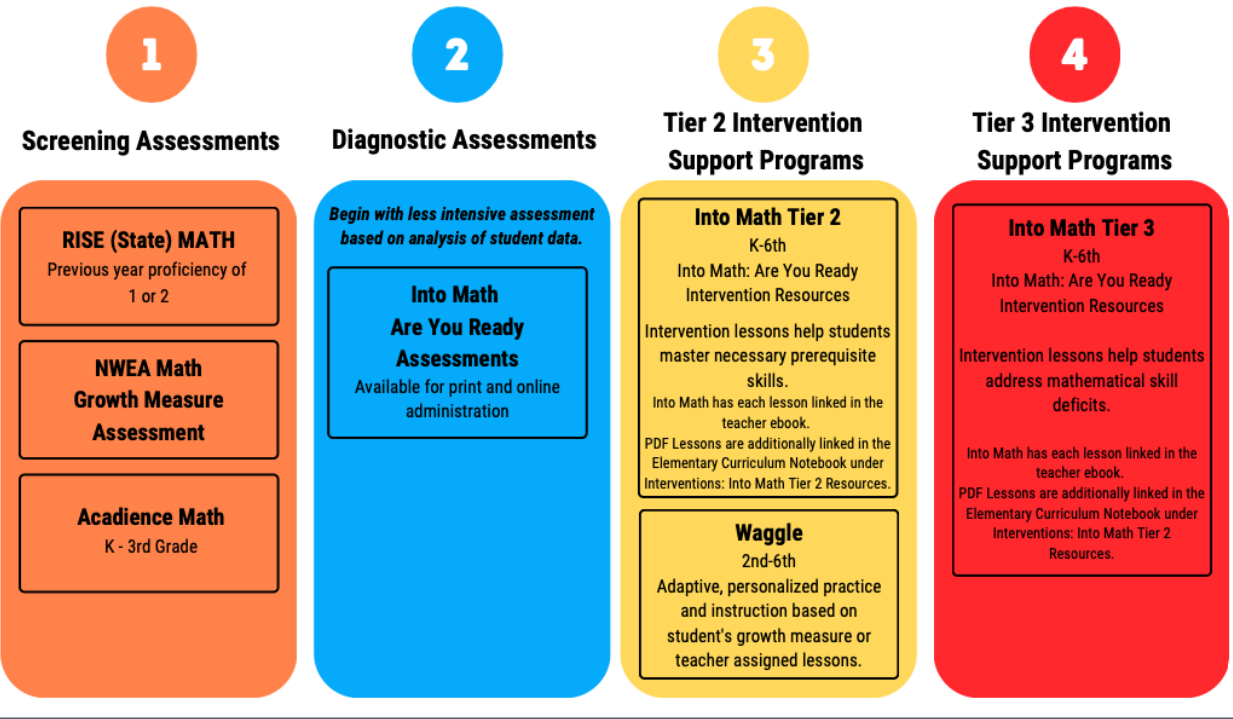 1
Screening Assessments
RISE (State) MATH
Previous year proficiency of
1 or 2
NWEA Math
Growth Measure
Assessment
Acadience Math
K - 3rd Grade
2
Diagnostic Assessments
Begin with less intensive assessment
based on analysis of student data.
Into Math
Are You Ready
Assessments
Available for print and online
administration
3
Tier 2 Intervention
Support Programs
Into Math Tier 2
K-6th
Into Math: Are You Ready
Intervention Resources
Intervention lessons help students
master necessary prerequisite
skills.
Into Math has each lesson linked in the
teacher ebook.
PDF Lessons are additionally linked in the
Elementary Curriculum Notebook under
Interventions: Into Math Tier 2 Resources.
Waggle
2nd-6th
Adaptive, personalized practice
and instruction based on
student's growth measure or
teacher assigned lessons.
4
Tier 3 Intervention
Support Programs
Into Math Tier 3
K-6th
Into Math: Are You Ready
Intervention Resources
Intervention lessons help students
address mathematical skill
deficits.
Into Math has each lesson linked in the
teacher ebook.
PDF Lessons are additionally linked in the
Elementary Curriculum Notebook under
Interventions: Into Math Tier 2
Resources.